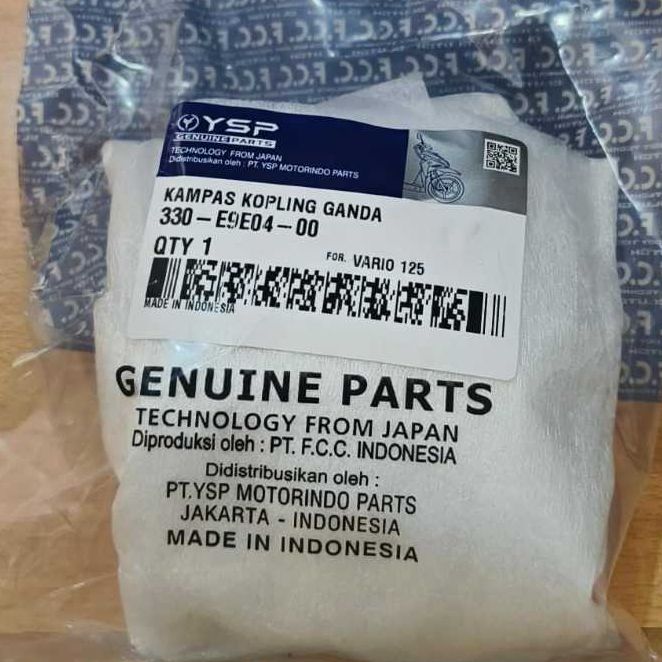 YSP
GENUINE PARTS
TECHNOLOGY FROM JAPAN
Didistribusikan oleh : PT. YSP MOTORINDO PARTS
KAMPAS KOPLING GANDA
330-E9E04-00
QTY 1
FOR. VARIO 125
MADE IN INDONESIA
GENUINE PARTS
TECHNOLOGY FROM JAPAN
Diproduksi oleh : PT. F.C.C. INDONESIA
Didistribusikan oleh :
PT.YSP MOTORINDO PARTS
JAKARTA - INDONESIA
MADE IN INDONESIA